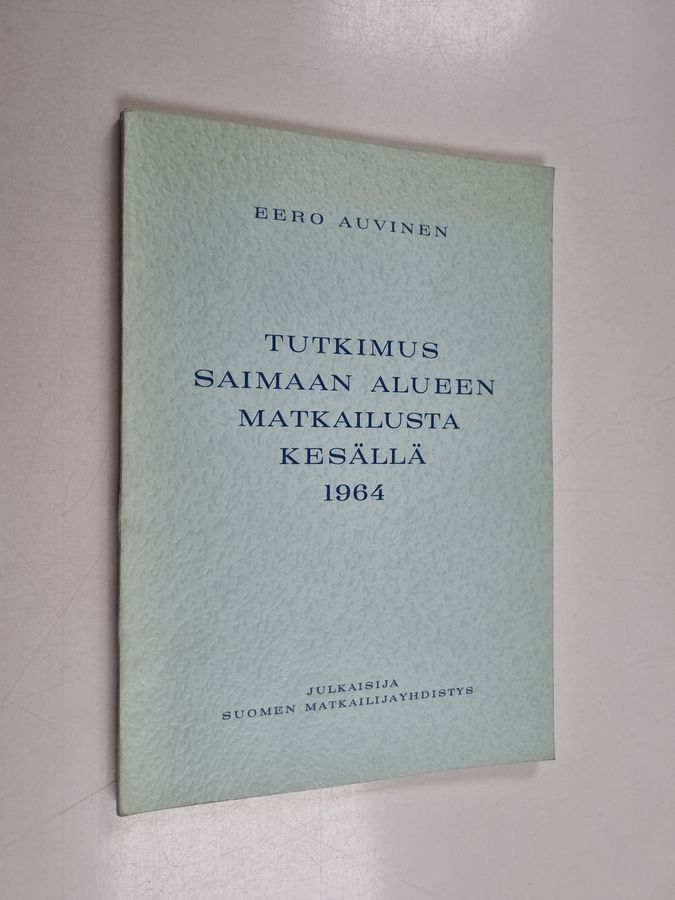 EERO AUVINEN
TUTKIMUS
SAIMAAN ALUEEN
MATKAILUSTA
KESÄLLÄ
1964
JULKAISIJA
SUOMEN MATKAILIJAYHDISTYS